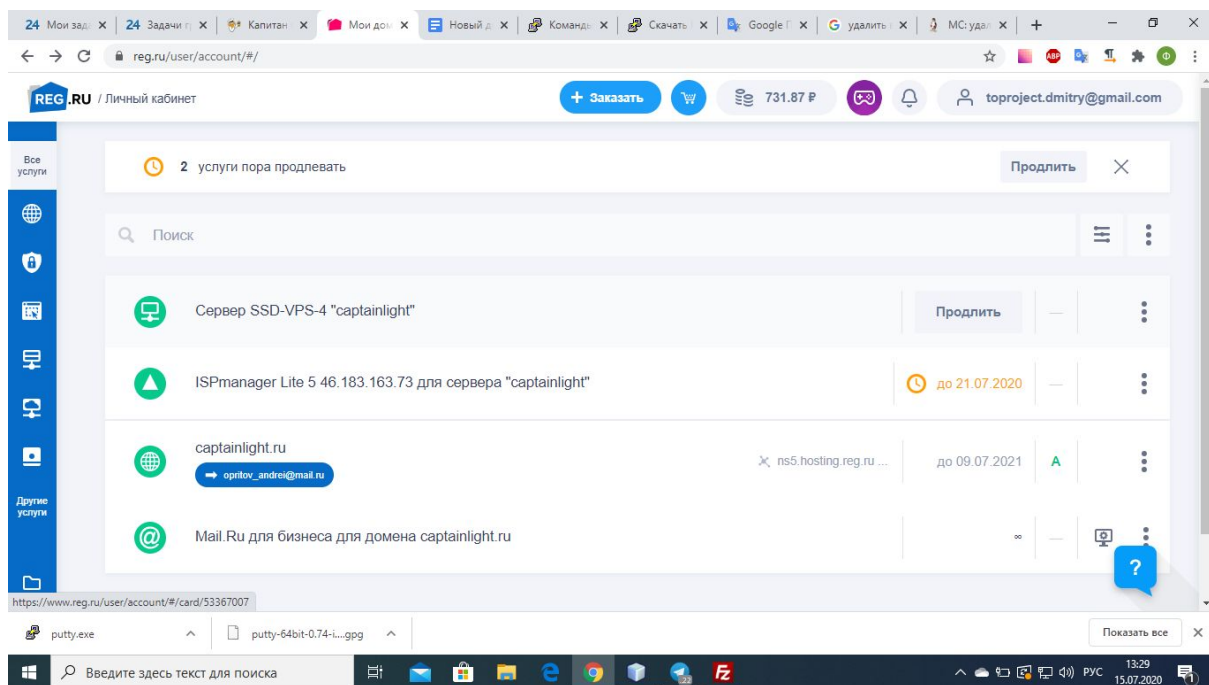 24 Мои зад
24 Задачи г
Капитан
Мои дом
Новый д
Команды
Скачать
Google П
удалить
МС: удал
reg.ru/user/account/#/
ABP
Ф
REG.RU / Личный кабинет
+ Заказать
731.87 ₽
toproject.dmitry@gmail.com
Все
услуги
2 услуги пора продлевать
Продлить
Поиск
Сервер SSD-VPS-4 "captainlight"
Продлить
—
ISPmanager Lite 5 46.183.163.73 для сервера "captainlight"
до 21.07.2020
—
captainlight.ru
opritov_andrei@mail.ru
ns5.hosting.reg.ru ...
до 09.07.2021
A
Другие
услуги
Mail.Ru для бизнеса для домена captainlight.ru
∞
—
?
https://www.reg.ru/user/account/#/card/53367007
putty.exe
putty-64bit-0.74-i....gpg
Показать все
Введите здесь текст для поиска
РУС
13:29
15.07.2020